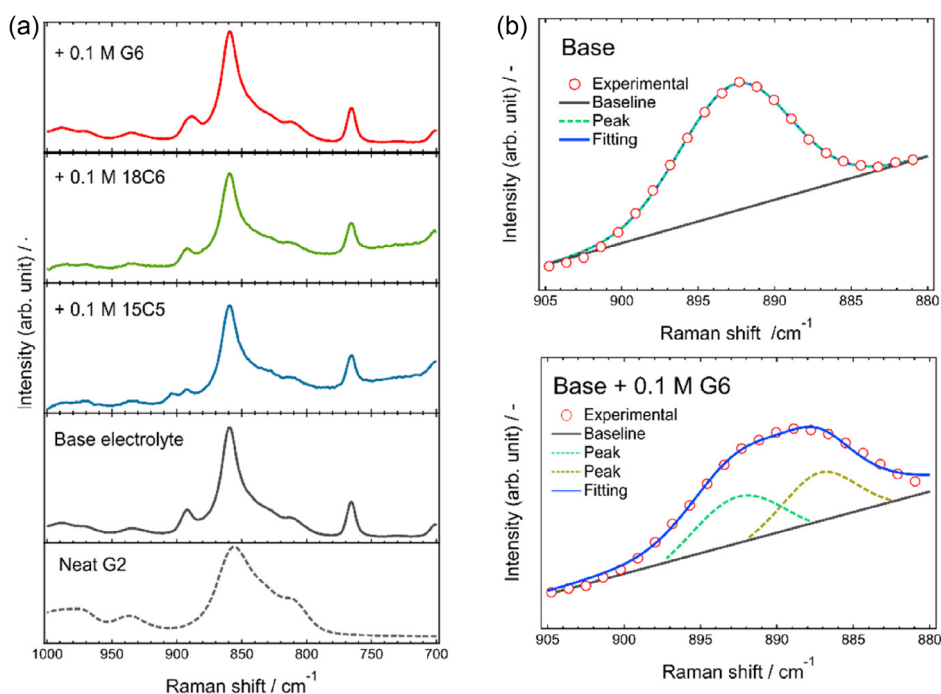 (a)
+ 0.1 M G6
+ 0.1 M 18C6
+ 0.1 M 15C5
Base electrolyte
Neat G2
Intensity (arb. unit) / -
1000 950 900 850 800 750 700
Raman shift / cm-1
(b)
Base
Experimental
Baseline
Peak
Fitting
Intensity (arb. unit) / -
905 900 895 890 885 880
Raman shift /cm-1
Base + 0.1 M G6
Experimental
Baseline
Peak
Peak
Fitting
Intensity (arb. unit) / -
905 900 895 890 885 880
Raman shift /cm-1